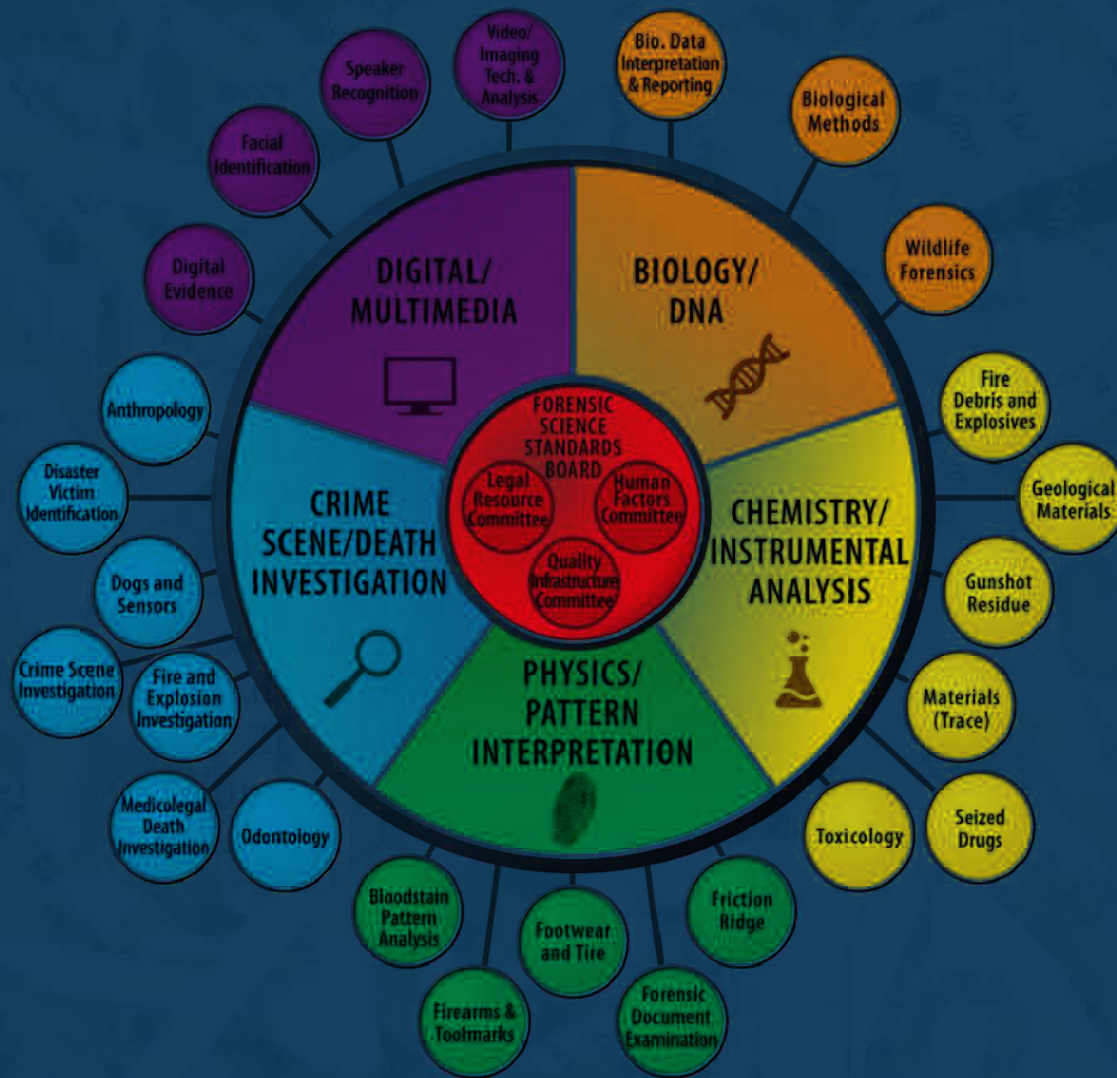 Video/
Imaging
Tech. &
Analysis
Bio. Data
Interpretation
& Reporting
Speaker
Recognition
Biological
Methods
Facial
Identification
Digital
Evidence
Wildlife
Forensics
DIGITAL/
MULTIMEDIA
BIOLOGY/
DNA
Anthropology
Fire
Debris and
Explosives
FORENSIC
SCIENCE
STANDARDS
BOARD
Legal
Resource
Committee
Human
Factors
Committee
Quality
Infrastructure
Committee
Disaster
Victim
Identification
Geological
Materials
CRIME
SCENE/DEATH
INVESTIGATION
CHEMISTRY/
INSTRUMENTAL
ANALYSIS
Dogs and
Sensors
Gunshot
Residue
Crime Scene
Investigation
Fire and
Explosion
Investigation
Materials
(Trace)
PHYSICS/
PATTERN
INTERPRETATION
Medicolegal
Death
Investigation
Odontology
Toxicology
Seized
Drugs
Bloodstain
Pattern
Analysis
Footwear
and Tire
Friction
Ridge
Firearms &
Toolmarks
Forensic
Document
Examination